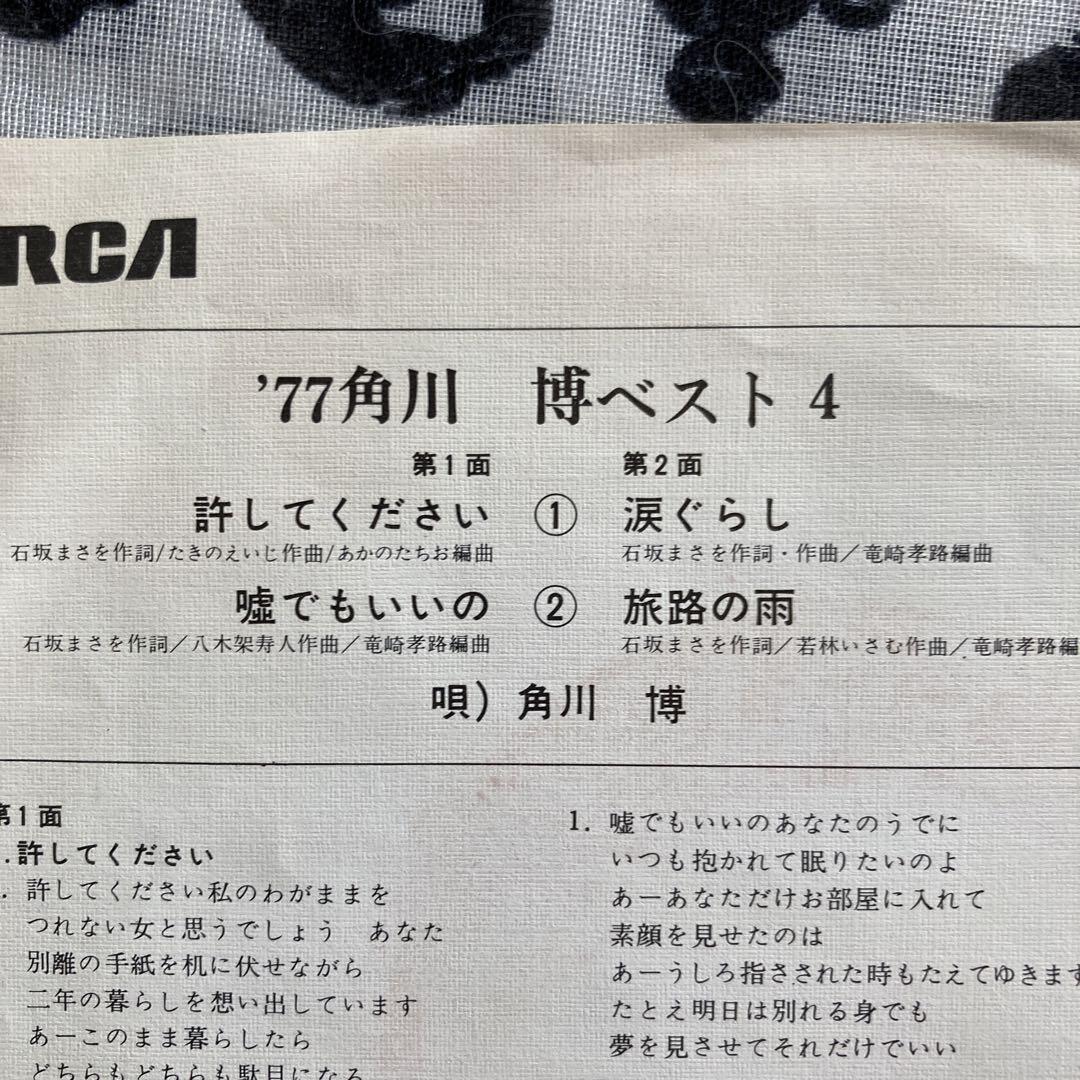 RCA
'77角川　博ベスト4
第1面　第2面
許してください　①　涙ぐらし
石坂まさを作詞/たきのえいじ作曲/あかのたちお編曲　石坂まさを作詞・作曲／竜崎孝路編曲
嘘でもいいの　②　旅路の雨
石坂まさを作詞／八木架寿人作曲／竜崎孝路編曲　石坂まさを作詞／若林いさむ作曲／竜崎孝路編
唄）角川　博
第1面
.許してください
. 許してください私のわがままを
つれない女と思うでしょう　あなた
別離の手紙を机に伏せながら
二年の暮らしを想い出しています
あーこのまま暮らしたら
どちらもどちらも駄目になる
1. 嘘でもいいのあなたのうでに
いつも抱かれて眠りたいのよ
あーあなただけお部屋に入れて
素顔を見せたのは
あーうしろ指さされた時もたえてゆきます
たとえ明日は別れる身でも
夢を見させてそれだけでいい